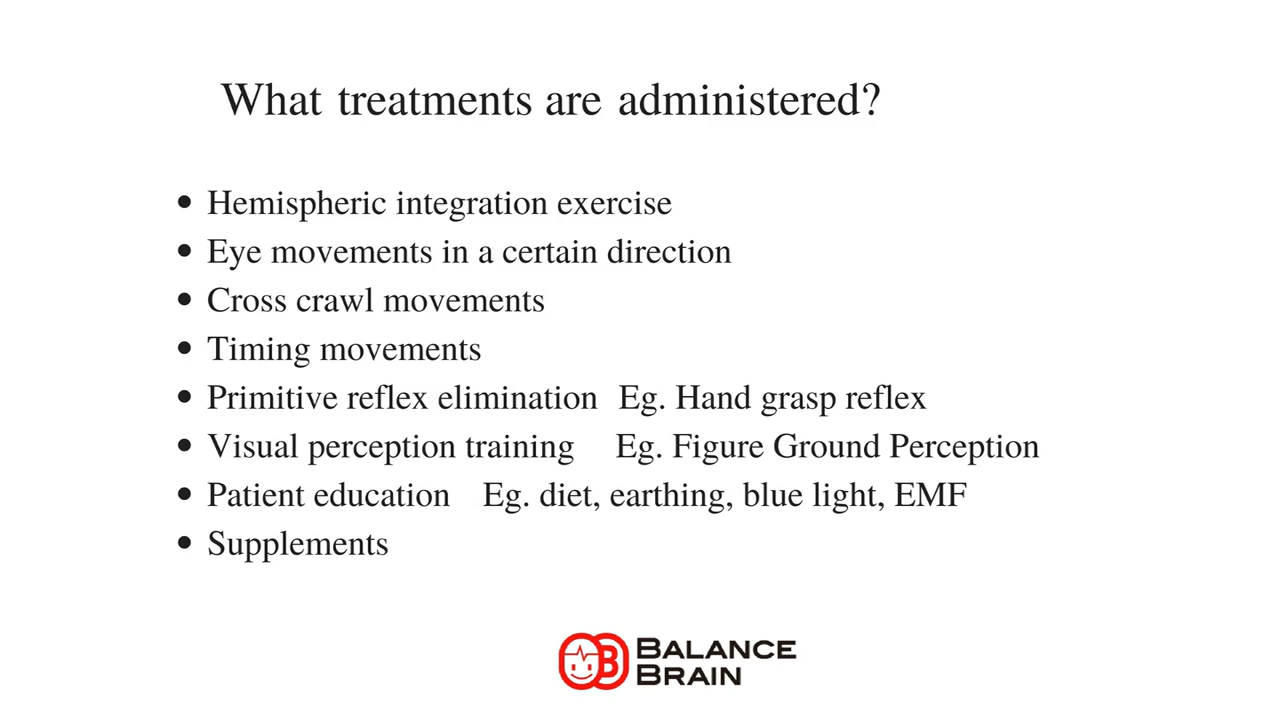 What treatments are administered?
• Hemispheric integration exercise
• Eye movements in a certain direction
• Cross crawl movements
• Timing movements
• Primitive reflex elimination Eg. Hand grasp reflex
• Visual perception training Eg. Figure Ground Perception
• Patient education Eg. diet, earthing, blue light, EMF
• Supplements
B BALANCE
BRAIN